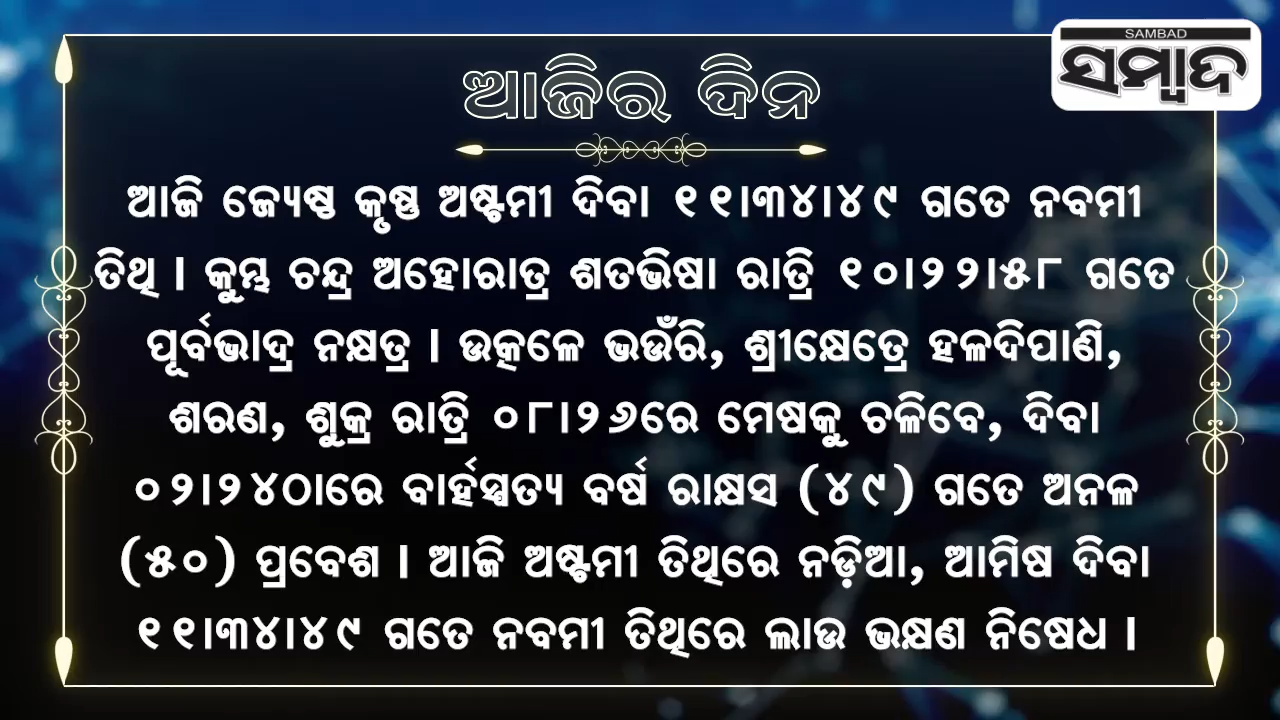 SAMBAD
ସମ୍ବାଦ
ଆଜିର ଦିନ
ଆଜି ଜ୍ୟେଷ୍ଠ କୃଷ୍ଣ ଅଷ୍ଟମୀ ଦିବା ୧୧।୩୪।୪୯ ଗତେ ନବମୀ
ତିଥି । କୁମ୍ଭ ଚନ୍ଦ୍ର ଅହୋରାତ୍ର ଶତଭିଷା ରାତ୍ରି ୧୦।୨୨।୫୮ ଗତେ
ପୂର୍ବଭାଦ୍ର ନକ୍ଷତ୍ର । ଉତ୍କଳେ ଭଉଁରି, ଶ୍ରୀକ୍ଷେତ୍ରେ ହଳଦିପାଣି,
ଶରଣ, ଶୁକ୍ର ରାତ୍ରି ୦୮।୨୬ରେ ମେଷକୁ ଚଳିବେ, ଦିବା
୦୨।୨୪ଠାରେ ବାର୍ହସ୍ପତ୍ୟ ବର୍ଷ ରାକ୍ଷସ (୪୯) ଗତେ ଅନଳ
(୫୦) ପ୍ରବେଶ । ଆଜି ଅଷ୍ଟମୀ ତିଥିରେ ନଡ଼ିଆ, ଆମିଷ ଦିବା
୧୧।୩୪।୪୯ ଗତେ ନବମୀ ତିଥିରେ ଲାଉ ଭକ୍ଷଣ ନିଷେଧ ।